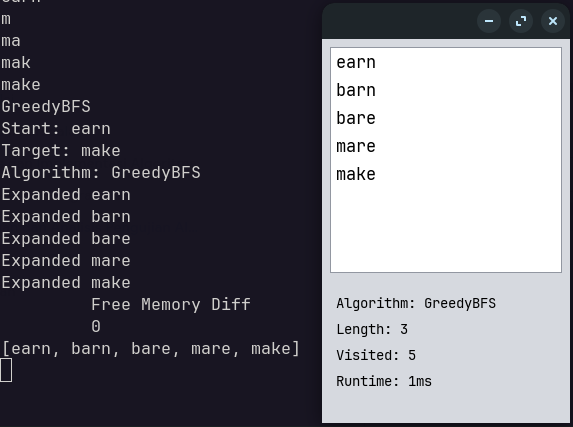 earn
m
ma
mak
make
GreedyBFS
Start: earn
Target: make
Algorithm: GreedyBFS
Expanded earn
Expanded barn
Expanded bare
Expanded mare
Expanded make
Free Memory Diff
0
[earn, barn, bare, mare, make]
earn
barn
bare
mare
make
Algorithm: GreedyBFS
Length: 3
Visited: 5
Runtime: 1ms